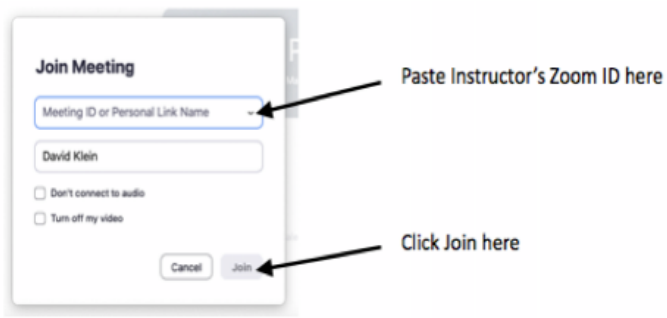 Join Meeting
Paste Instructor's Zoom ID here
Meeting ID or Personal Link Name
David Klein
Don't connect to audio
Turn off my video
Click Join here
Cancel Join